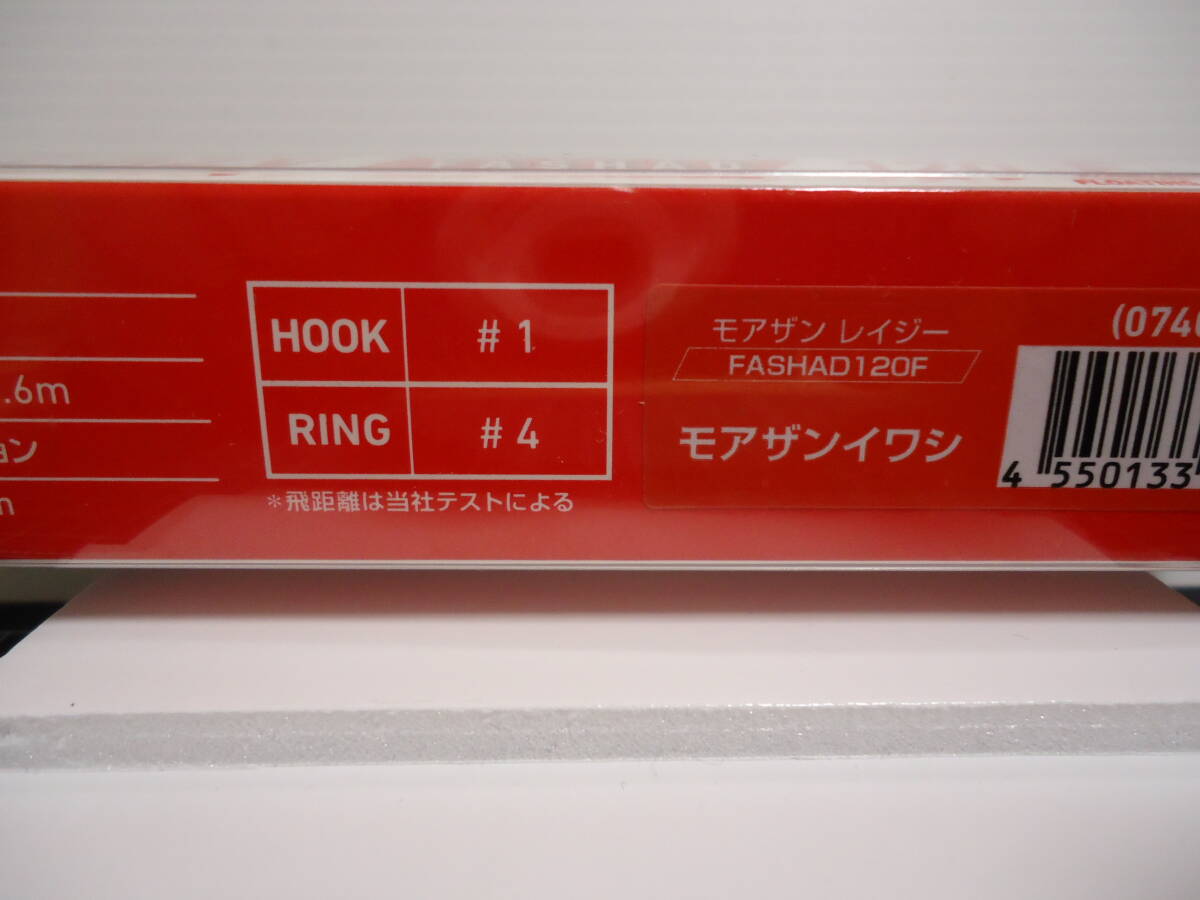 FASHAD
.6m
ョン
m
HOOK # 1
RING # 4
*飛距離は当社テストによる
モアザン レイジー
FASHAD120F
モアザンイワシ
(074
4 550133